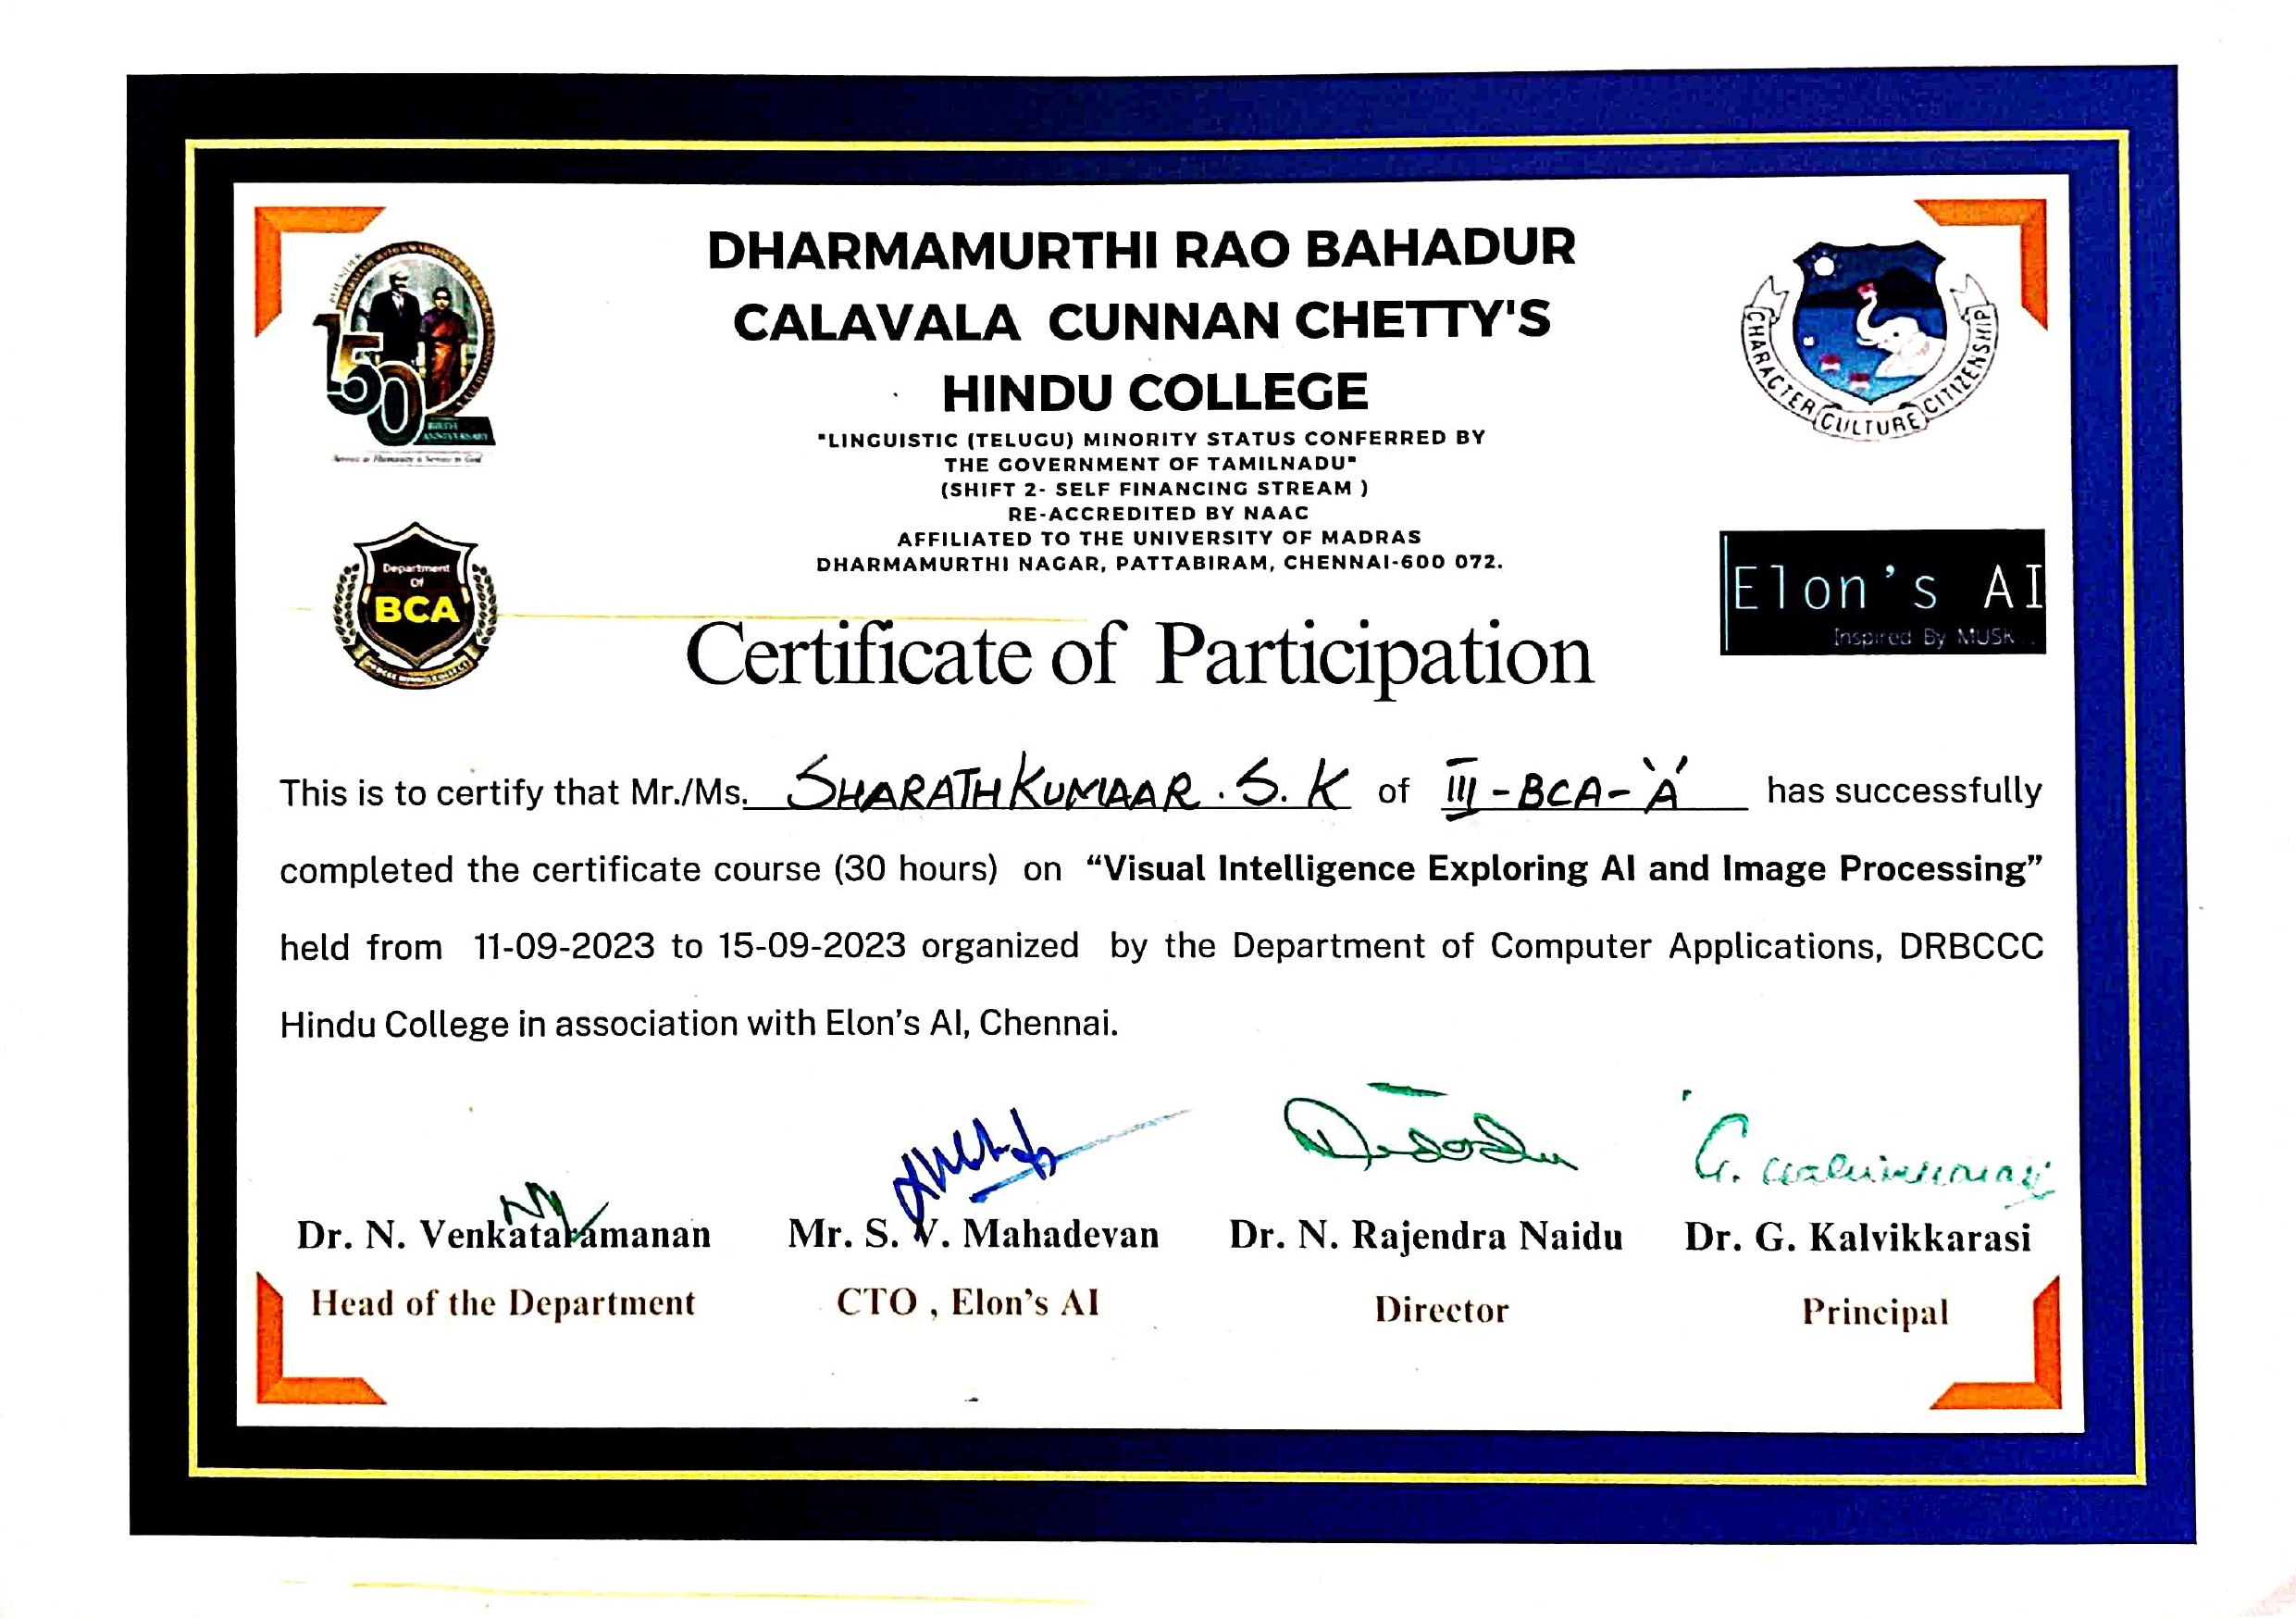 DHARMAMURTHI RAO BAHADUR
CALAVALA CUNNAN CHETTY'S
HINDU COLLEGE
"LINGUISTIC (TELUGU) MINORITY STATUS CONFERRED BY
THE GOVERNMENT OF TAMILNADU"
(SHIFT 2- SELF FINANCING STREAM )
RE-ACCREDITED BY NAAC
AFFILIATED TO THE UNIVERSITY OF MADRAS
DHARMAMURTHI NAGAR, PATTABIRAM, CHENNAI-600 072.
150
BIRTH
ANNIVERSARY
Service to Humanity is Service to God
CHARACTER CULTURE CITIZENSHIP
Department
Of
BCA
Elon's AI
Inspired By MUSK..
Certificate of Participation
This is to certify that Mr./Ms. SHARATHKUMAAR.S.K of III-BCA-'A' has successfully
completed the certificate course (30 hours) on “Visual Intelligence Exploring AI and Image Processing”
held from 11-09-2023 to 15-09-2023 organized by the Department of Computer Applications, DRBCCC
Hindu College in association with Elon’s AI, Chennai.
G. Kalvikkarasi
Dr. N. Venkataramanan Mr. S. V. Mahadevan Dr. N. Rajendra Naidu Dr. G. Kalvikkarasi
Head of the Department CTO , Elon’s AI Director Principal